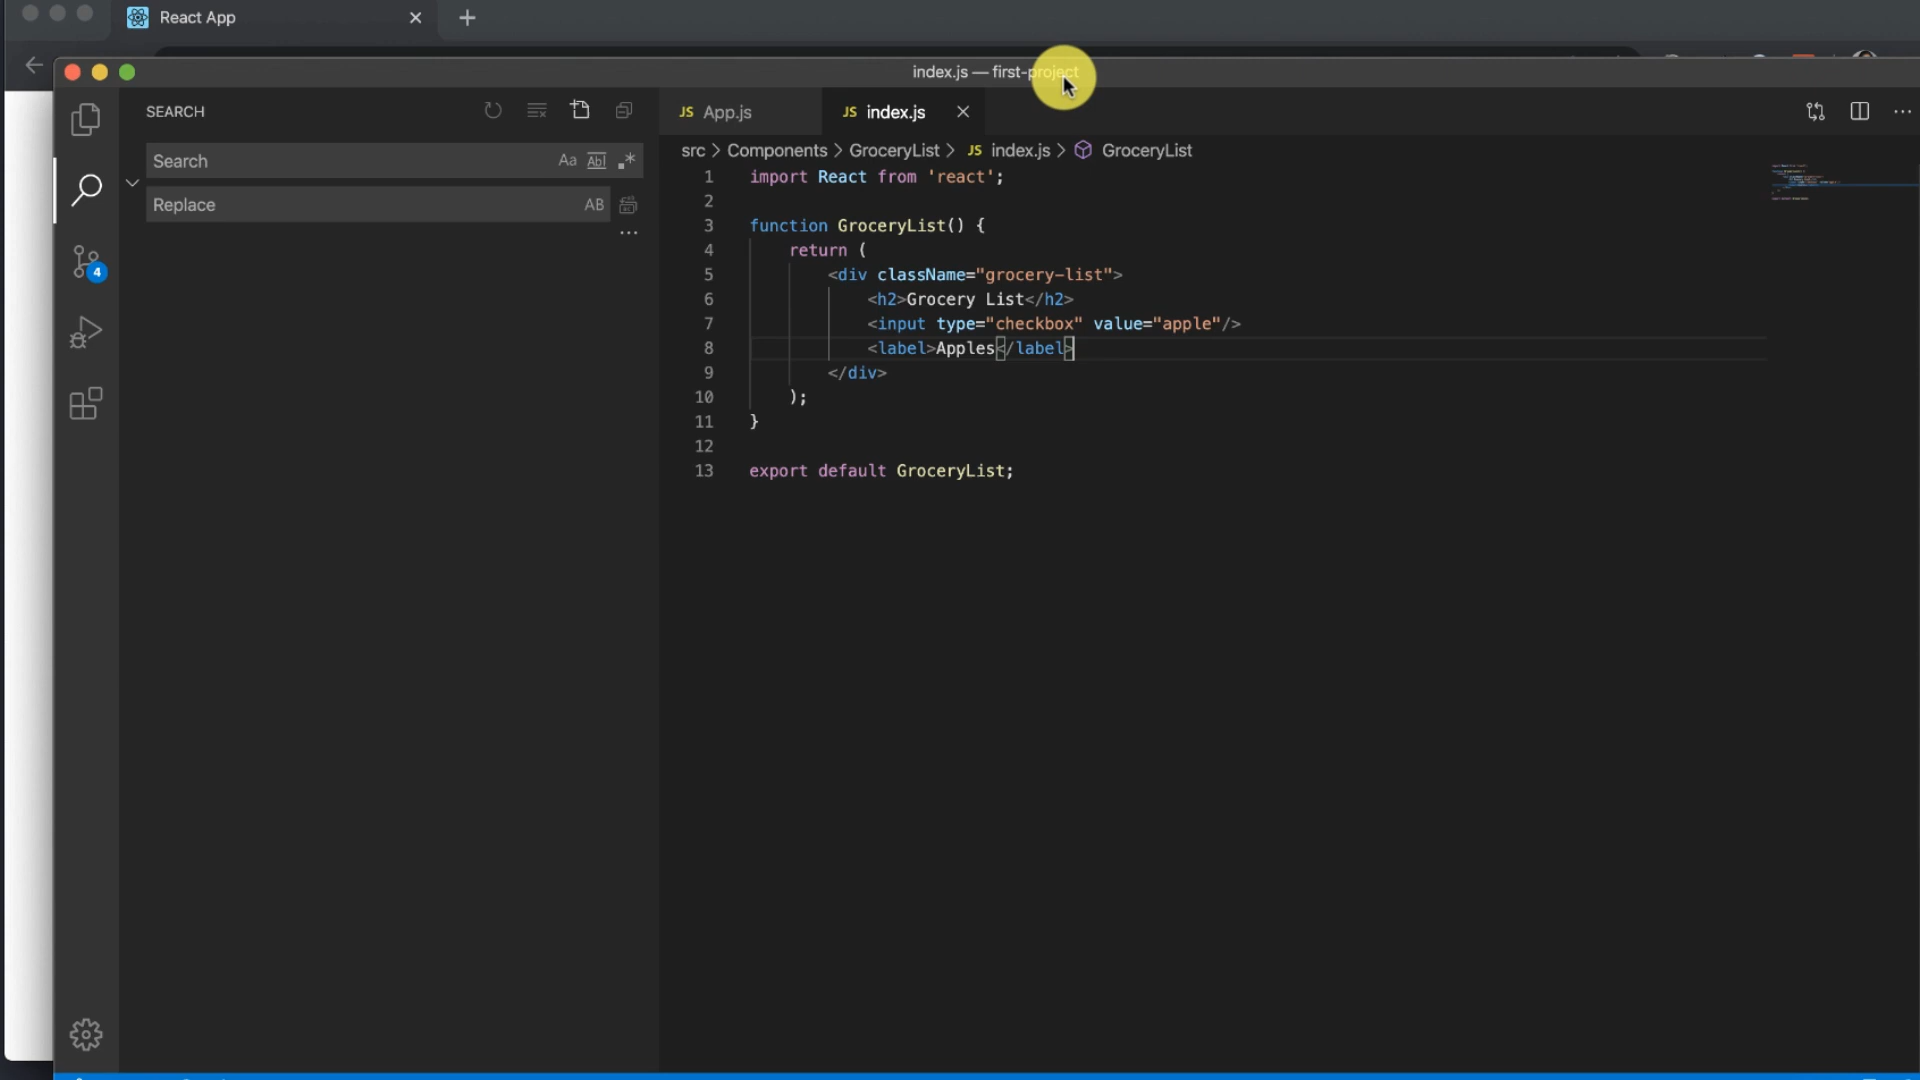 React App
index.js — first-project
SEARCH
Search
Aa
Ab
.*
Replace
AB
4
JS App.js
JS index.js
src > Components > GroceryList > JS index.js > GroceryList
1 import React from 'react';
2
3 function GroceryList() {
4 return (
5 <div className="grocery-list">
6 <h2>Grocery List</h2>
7 <input type="checkbox" value="apple"/>
8 <label>Apples</label>
9 </div>
10 );
11 }
12
13 export default GroceryList;